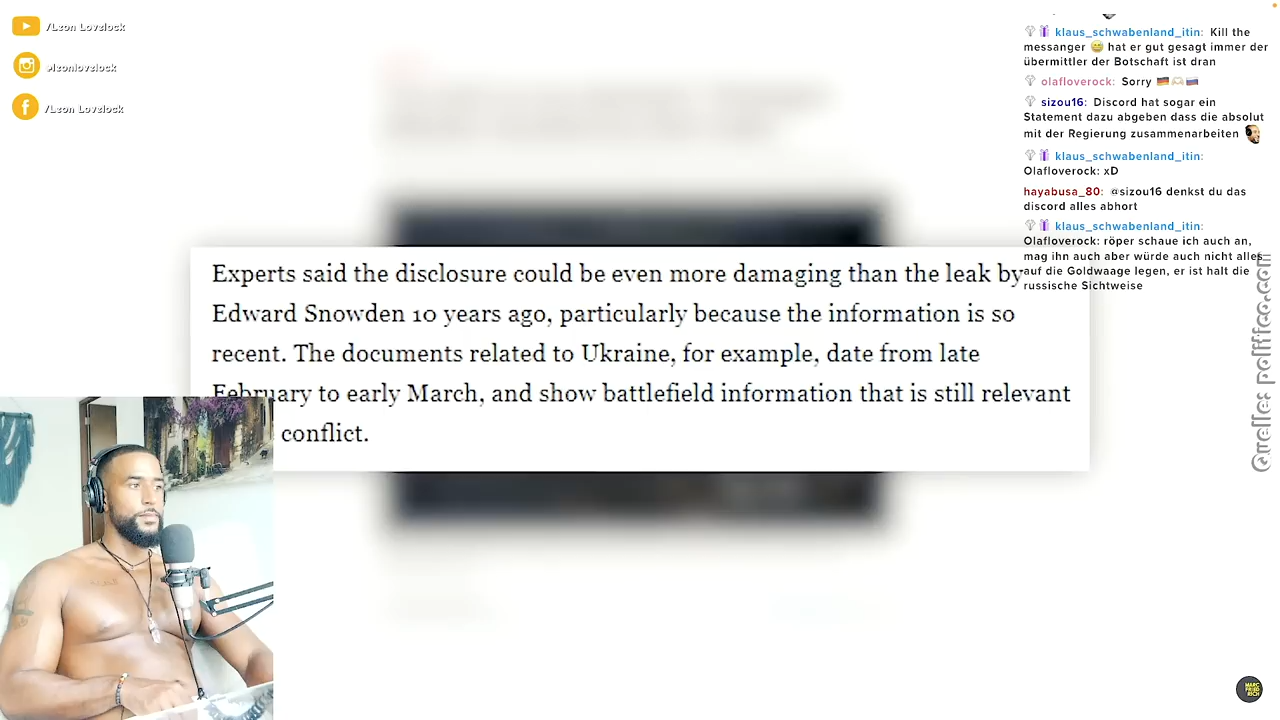 /Leon Lovelock
leonlovelock
/Leon Lovelock
klaus_schwabenland_itin: Kill the
messanger 😅 hat er gut gesagt immer der
übermittler der Botschaft ist dran
olafloverock: Sorry 🇩🇪🫶🏻🇷🇺
sizou16: Discord hat sogar ein
Statement dazu abgeben dass die absolut
mit der Regierung zusammenarbeiten
klaus_schwabenland_itin:
Olafloverock: xD
hayabusa_80: @sizou16 denkst du das
discord alles abhort
klaus_schwabenland_itin:
Olafloverock: röper schaue ich auch an,
mag ihn auch aber würde auch nicht alles
auf die Goldwaage legen, er ist halt die
russische Sichtweise
Experts said the disclosure could be even more damaging than the leak by
Edward Snowden 10 years ago, particularly because the information is so
recent. The documents related to Ukraine, for example, date from late
February to early March, and show battlefield information that is still relevant
conflict.
Quelles politico.com
MARC
FRIED
RICH